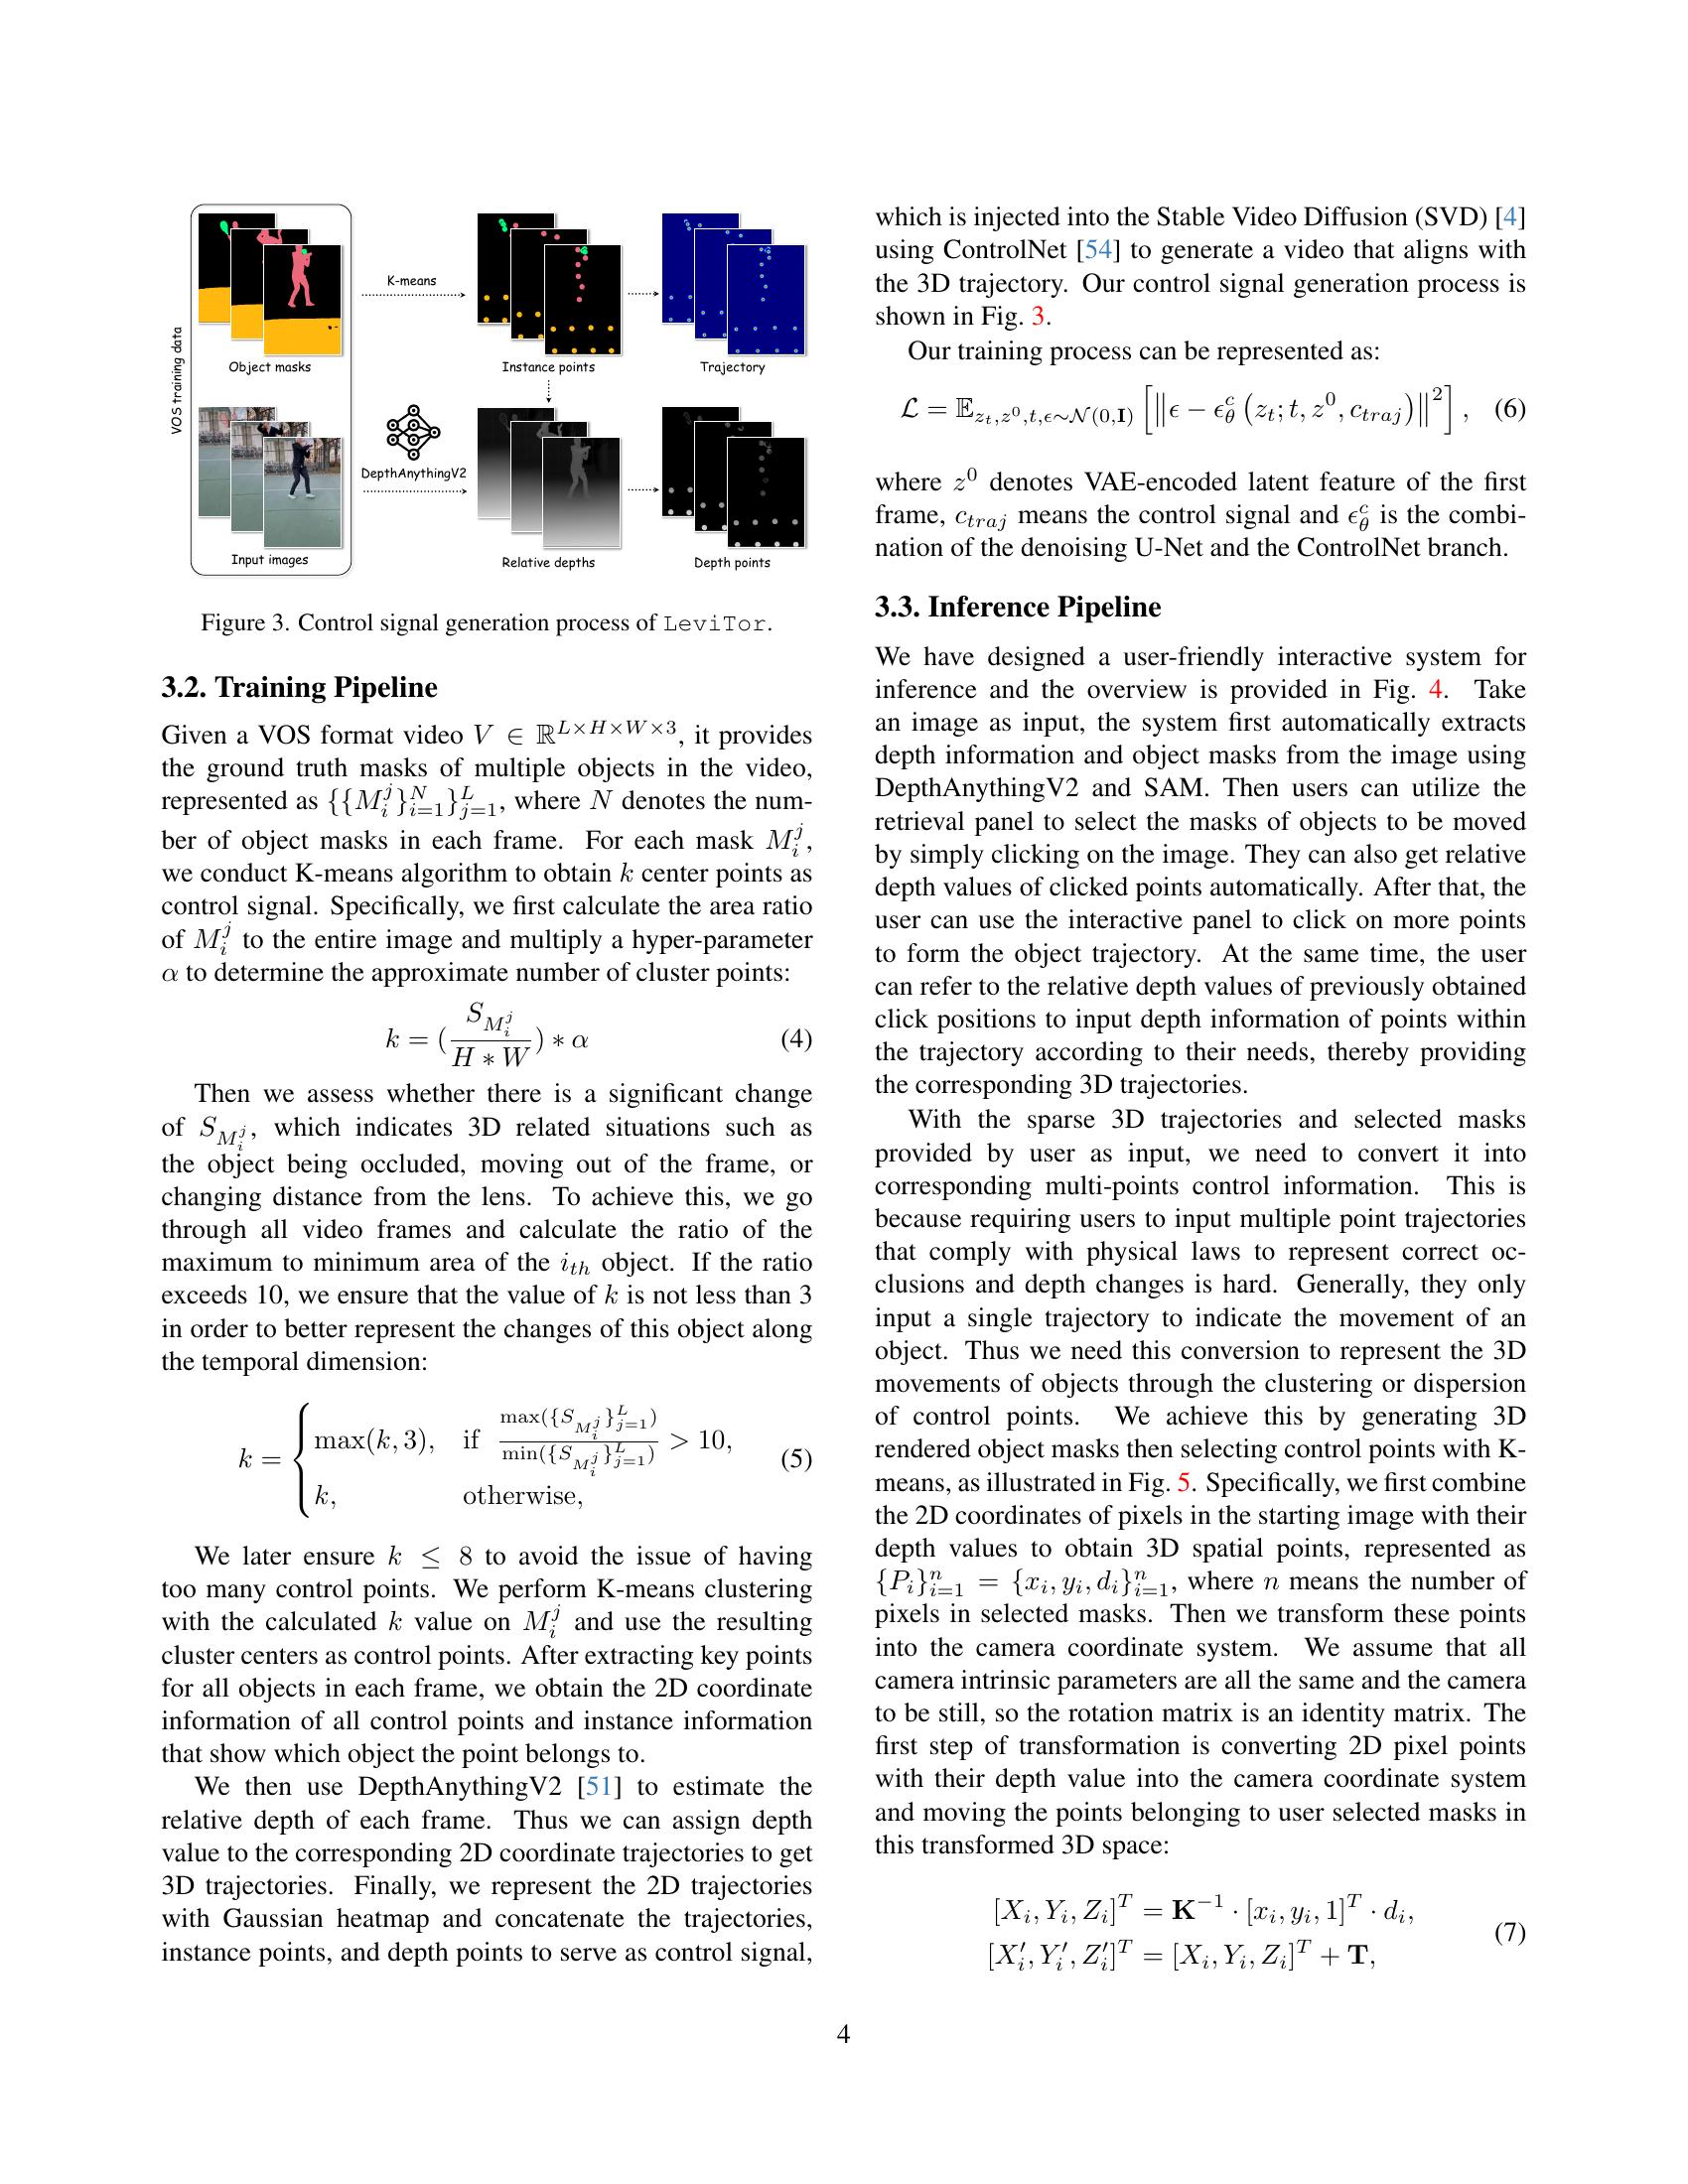 VOS training data
Object masks
K-means
Instance points
Trajectory
Input images
DepthAnythingV2
Relative depths
Depth points
Figure 3. Control signal generation process of LeviTor.
3.2. Training Pipeline
Given a VOS format video $V \in \mathbb{R}^{L \times H \times W \times 3}$, it provides
the ground truth masks of multiple objects in the video,
represented as $\{\{M_i^j\}_{i=1}^N\}_{j=1}^L$, where $N$ denotes the num-
ber of object masks in each frame. For each mask $M_i^j$,
we conduct K-means algorithm to obtain $k$ center points as
control signal. Specifically, we first calculate the area ratio
of $M_i^j$ to the entire image and multiply a hyper-parameter
$\alpha$ to determine the approximate number of cluster points:
$k = (\frac{S_{M_i^j}}{H * W}) * \alpha$ (4)
Then we assess whether there is a significant change
of $S_{M_i^j}$, which indicates 3D related situations such as
the object being occluded, moving out of the frame, or
changing distance from the lens. To achieve this, we go
through all video frames and calculate the ratio of the
maximum to minimum area of the $i_{th}$ object. If the ratio
exceeds 10, we ensure that the value of $k$ is not less than 3
in order to better represent the changes of this object along
the temporal dimension:
$k = \begin{cases} \max(k, 3), & \text{if } \frac{\max(\{S_{M_i^j}\}_{j=1}^L)}{\min(\{S_{M_i^j}\}_{j=1}^L)} > 10, \\ k, & \text{otherwise,} \end{cases}$ (5)
We later ensure $k \leq 8$ to avoid the issue of having
too many control points. We perform K-means clustering
with the calculated $k$ value on $M_i^j$ and use the resulting
cluster centers as control points. After extracting key points
for all objects in each frame, we obtain the 2D coordinate
information of all control points and instance information
that show which object the point belongs to.
We then use DepthAnythingV2 [51] to estimate the
relative depth of each frame. Thus we can assign depth
value to the corresponding 2D coordinate trajectories to get
3D trajectories. Finally, we represent the 2D trajectories
with Gaussian heatmap and concatenate the trajectories,
instance points, and depth points to serve as control signal,
which is injected into the Stable Video Diffusion (SVD) [4]
using ControlNet [54] to generate a video that aligns with
the 3D trajectory. Our control signal generation process is
shown in Fig. 3.
Our training process can be represented as:
$\mathcal{L} = \mathbb{E}_{z_t, z^0, t, \epsilon \sim \mathcal{N}(0, \mathbf{I})} \left[ \left\| \epsilon - \epsilon_\theta^c \left( z_t; t, z^0, c_{traj} \right) \right\|^2 \right],$ (6)
where $z^0$ denotes VAE-encoded latent feature of the first
frame, $c_{traj}$ means the control signal and $\epsilon_\theta^c$ is the combi-
nation of the denoising U-Net and the ControlNet branch.
3.3. Inference Pipeline
We have designed a user-friendly interactive system for
inference and the overview is provided in Fig. 4. Take
an image as input, the system first automatically extracts
depth information and object masks from the image using
DepthAnythingV2 and SAM. Then users can utilize the
retrieval panel to select the masks of objects to be moved
by simply clicking on the image. They can also get relative
depth values of clicked points automatically. After that, the
user can use the interactive panel to click on more points
to form the object trajectory. At the same time, the user
can refer to the relative depth values of previously obtained
click positions to input depth information of points within
the trajectory according to their needs, thereby providing
the corresponding 3D trajectories.
With the sparse 3D trajectories and selected masks
provided by user as input, we need to convert it into
corresponding multi-points control information. This is
because requiring users to input multiple point trajectories
that comply with physical laws to represent correct oc-
clusions and depth changes is hard. Generally, they only
input a single trajectory to indicate the movement of an
object. Thus we need this conversion to represent the 3D
movements of objects through the clustering or dispersion
of control points. We achieve this by generating 3D
rendered object masks then selecting control points with K-
means, as illustrated in Fig. 5. Specifically, we first combine
the 2D coordinates of pixels in the starting image with their
depth values to obtain 3D spatial points, represented as
$\{P_i\}_{i=1}^n = \{x_i, y_i, d_i\}_{i=1}^n$, where $n$ means the number of
pixels in selected masks. Then we transform these points
into the camera coordinate system. We assume that all
camera intrinsic parameters are all the same and the camera
to be still, so the rotation matrix is an identity matrix. The
first step of transformation is converting 2D pixel points
with their depth value into the camera coordinate system
and moving the points belonging to user selected masks in
this transformed 3D space:
$[X_i, Y_i, Z_i]^T = \mathbf{K}^{-1} \cdot [x_i, y_i, 1]^T \cdot d_i,$
$[X_i', Y_i', Z_i']^T = [X_i, Y_i, Z_i]^T + \mathbf{T},$ (7)
4